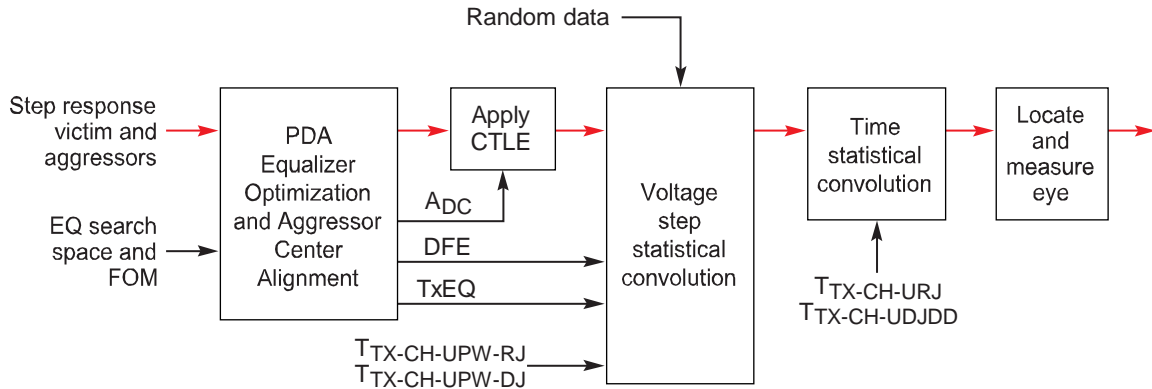 Random data
Step response
victim and
aggressors
EQ search
space and
FOM
PDA
Equalizer
Optimization
and Aggressor
Center
Alignment
Apply
CTLE
ADC
DFE
TxEQ
TTX-CH-UPW-RJ
TTX-CH-UPW-DJ
Voltage
step
statistical
convolution
Time
statistical
convolution
TTX-CH-URJ
TTX-CH-UDJDD
Locate
and
measure
eye